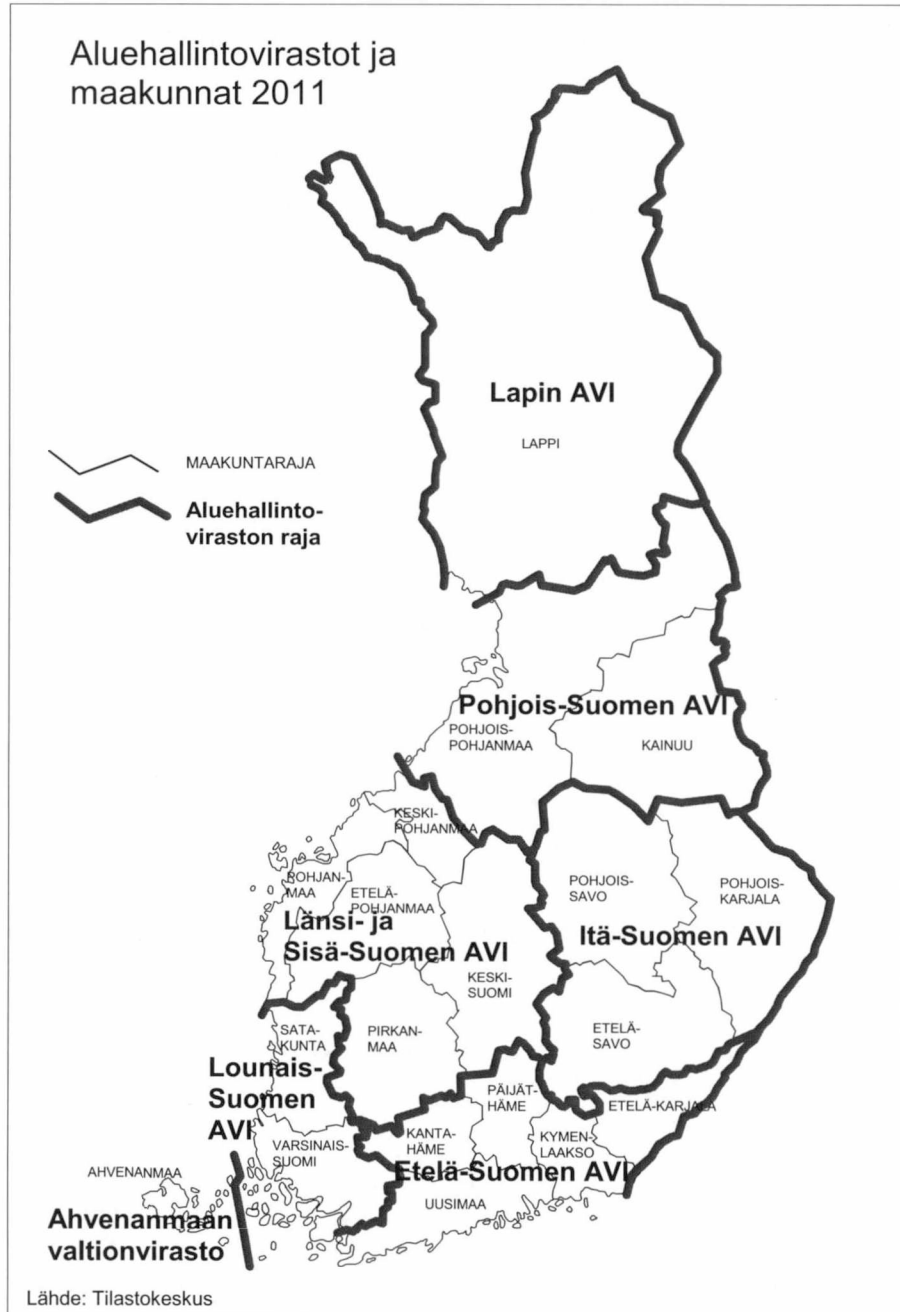 Aluehallintovirastot ja
maakunnat 2011
Lapin AVI
LAPPI
MAAKUNTARAJA
Aluehallinto-
viraston raja
Pohjois-Suomen AVI
POHJOIS-
POHJANMAA
KAINUU
KESKI-
POHJANMAA
POHJAN-
MAA
ETELÄ-
POHJANMAA
POHJOIS-
SAVO
POHJOIS-
KARJALA
Länsi- ja
Sisä-Suomen AVI
Itä-Suomen AVI
KESKI-
SUOMI
SATA-
KUNTA
PIRKAN-
MAA
ETELÄ-
SAVO
Lounais-
Suomen
AVI
PÄIJÄT-
HÄME
ETELÄ-KARJALA
VARSINAIS-
SUOMI
KANTA-
HÄME
KYMEN-
LAAKSO
Etelä-Suomen AVI
AHVENANMAA
UUSIMAA
Ahvenanmaan
valtionvirasto
Lähde: Tilastokeskus